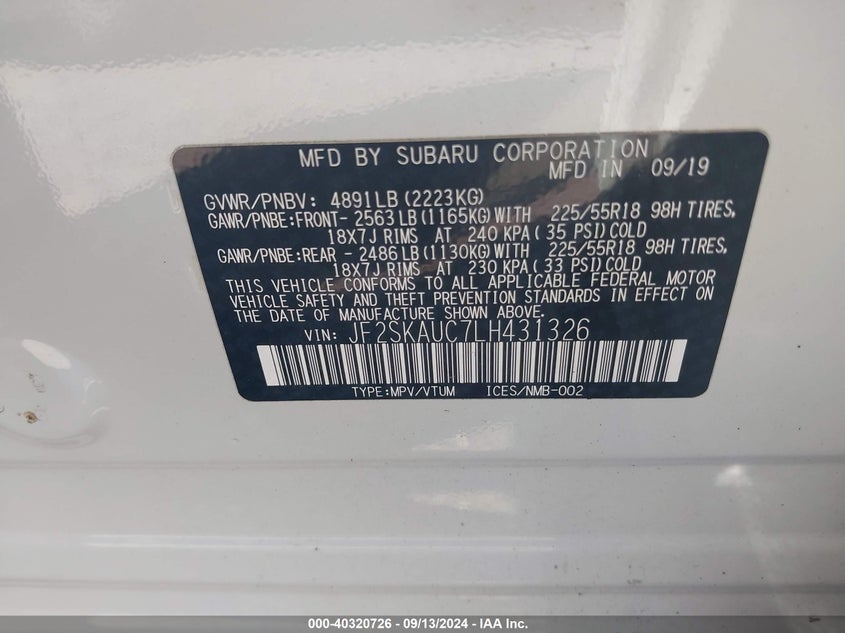 MFD BY SUBARU CORPORATION
MFD IN 09/19
GVWR/PNBV: 4891LB (2223KG)
GAWR/PNBE:FRONT- 2563 LB (1165KG) WITH 225/55R18 98H TIRES,
18X7J RIMS AT 240 KPA ( 35 PSI) COLD
GAWR/PNBE:REAR - 2486 LB (1130KG) WITH 225/55R18 98H TIRES,
18X7J RIMS AT 230 KPA ( 33 PSI) COLD
THIS VEHICLE CONFORMS TO ALL APPLICABLE FEDERAL MOTOR
VEHICLE SAFETY AND THEFT PREVENTION STANDARDS IN EFFECT ON
THE DATE OF MANUFACTURE SHOWN ABOVE.
VIN: JF2SKAUC7LH431326
TYPE:MPV/VTUM ICES/NMB-002
000-40320726 - 09/13/2024 - IAA Inc.